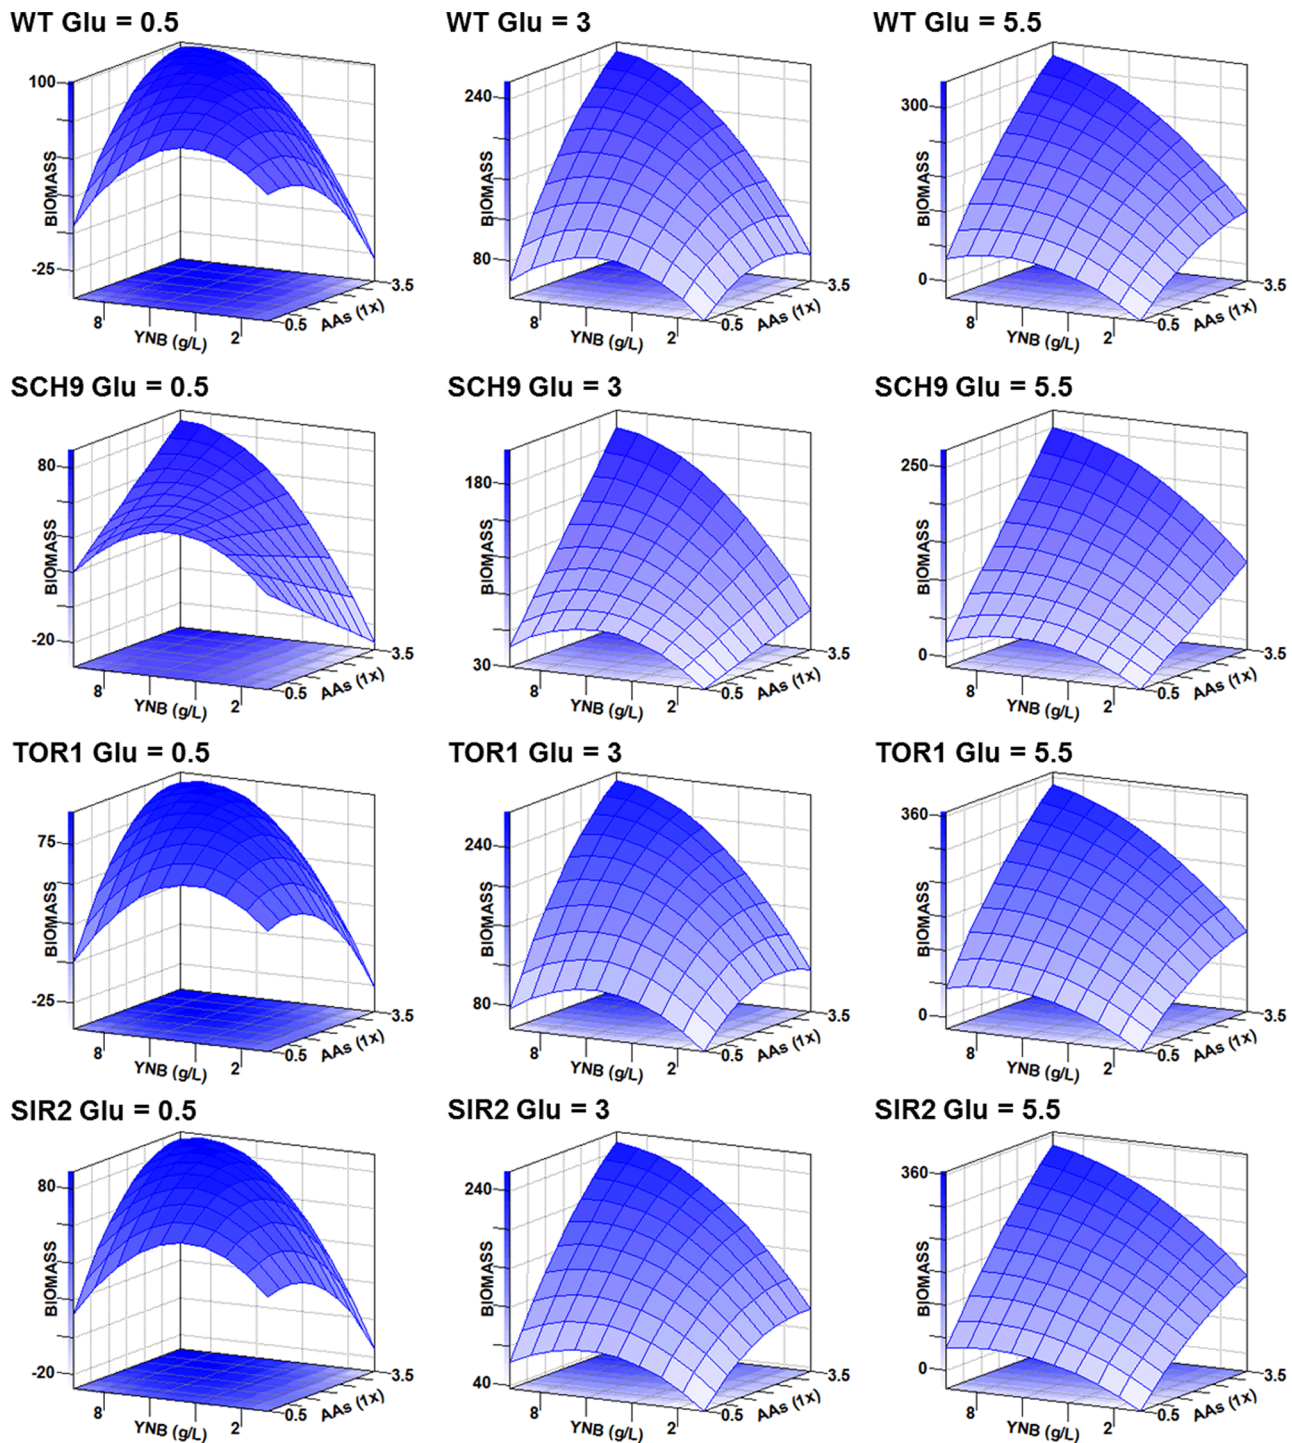 WT Glu = 0.5
100
BIOMASS
-25
8
YNB (g/L)
2
0.5
AAs (1x)
3.5
WT Glu = 3
240
BIOMASS
80
8
YNB (g/L)
2
0.5
AAs (1x)
3.5
WT Glu = 5.5
300
BIOMASS
0
8
YNB (g/L)
2
0.5
AAs (1x)
3.5
SCH9 Glu = 0.5
80
BIOMASS
-20
8
YNB (g/L)
2
0.5
AAs (1x)
3.5
SCH9 Glu = 3
180
BIOMASS
30
8
YNB (g/L)
2
0.5
AAs (1x)
3.5
SCH9 Glu = 5.5
250
BIOMASS
0
8
YNB (g/L)
2
0.5
AAs (1x)
3.5
TOR1 Glu = 0.5
75
BIOMASS
-25
8
YNB (g/L)
2
0.5
AAs (1x)
3.5
TOR1 Glu = 3
240
BIOMASS
80
8
YNB (g/L)
2
0.5
AAs (1x)
3.5
TOR1 Glu = 5.5
360
BIOMASS
0
8
YNB (g/L)
2
0.5
AAs (1x)
3.5
SIR2 Glu = 0.5
80
BIOMASS
-20
8
YNB (g/L)
2
0.5
AAs (1x)
3.5
SIR2 Glu = 3
240
BIOMASS
40
8
YNB (g/L)
2
0.5
AAs (1x)
3.5
SIR2 Glu = 5.5
360
BIOMASS
0
8
YNB (g/L)
2
0.5
AAs (1x)
3.5